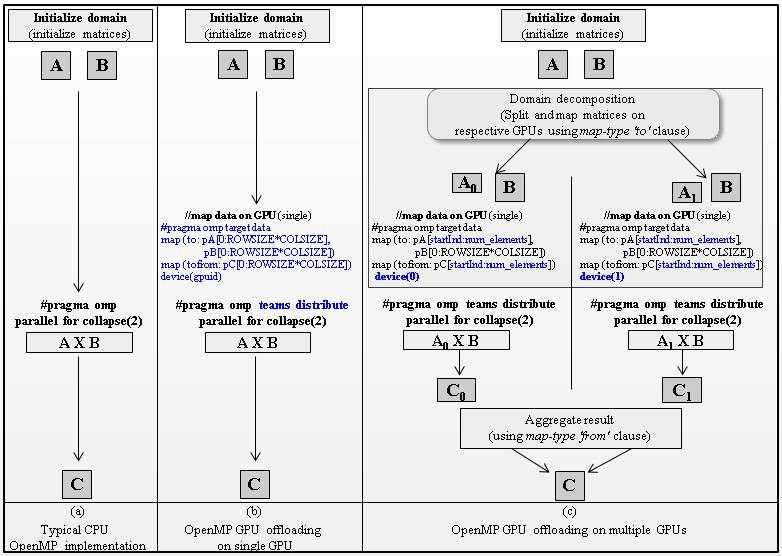 Initialize domain
(initialize matrices)
A B
#pragma omp
parallel for collapse(2)
A X B
C
(a)
Typical CPU
OpenMP implementation
Initialize domain
(initialize matrices)
A B
//map data on GPU (single)
#pragma omp target data
map (to: pA[0:ROWSIZE*COLSIZE],
pB[0:ROWSIZE*COLSIZE])
map (tofrom: pC[0:ROWSIZE*COLSIZE])
device(gpuid)
#pragma omp teams distribute
parallel for collapse(2)
A X B
C
(b)
OpenMP GPU offloading
on single GPU
Initialize domain
(initialize matrices)
A B
Domain decomposition
(Split and map matrices on
respective GPUs using map-type 'to' clause)
A0 B
//map data on GPU (single)
#pragma omp target data
map (to: pA[startInd:num_elements],
pB[0:ROWSIZE*COLSIZE])
map (tofrom: pC[startInd:num_elements])
device(0)
#pragma omp teams distribute
parallel for collapse(2)
A0 X B
C0
A1 B
//map data on GPU (single)
#pragma omp target data
map (to: pA[startInd:num_elements],
pB[0:ROWSIZE*COLSIZE])
map (tofrom: pC[startInd:num_elements])
device(1)
#pragma omp teams distribute
parallel for collapse(2)
A1 X B
C1
Aggregate result
(using map-type 'from' clause)
C
(c)
OpenMP GPU offloading on multiple GPUs